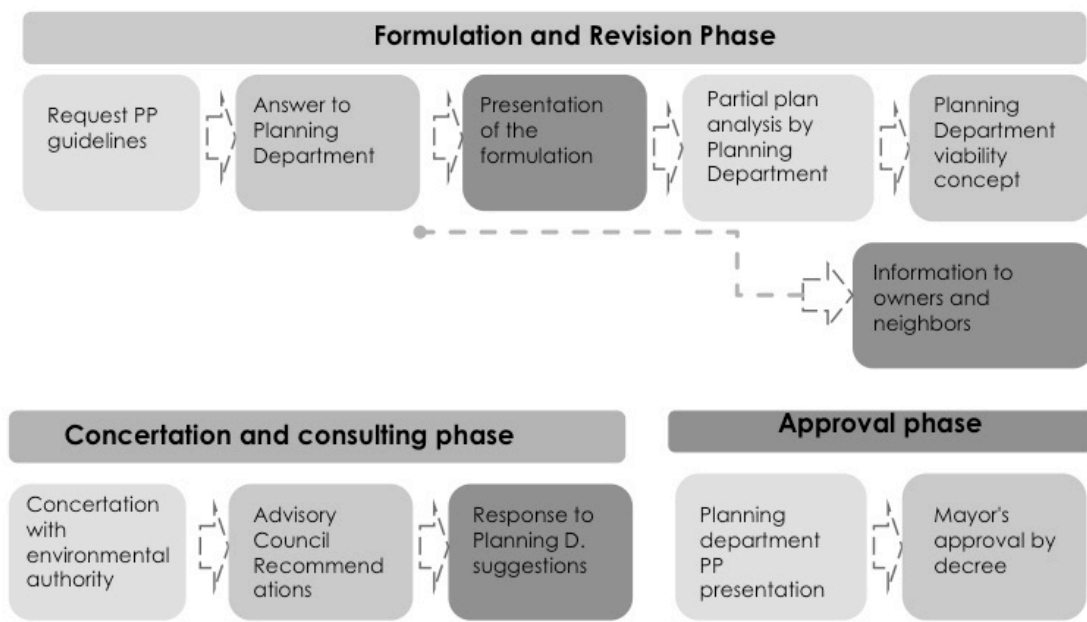 Formulation and Revision Phase
Request PP
guidelines
Answer to
Planning
Department
Presentation
of the
formulation
Partial plan
analysis by
Planning
Department
Planning
Department
viability
concept
Information to
owners and
neighbors
Concertation and consulting phase
Concertation
with
environmental
authority
Advisory
Council
Recommend
ations
Response to
Planning D.
suggestions
Approval phase
Planning
department
PP
presentation
Mayor's
approval by
decree